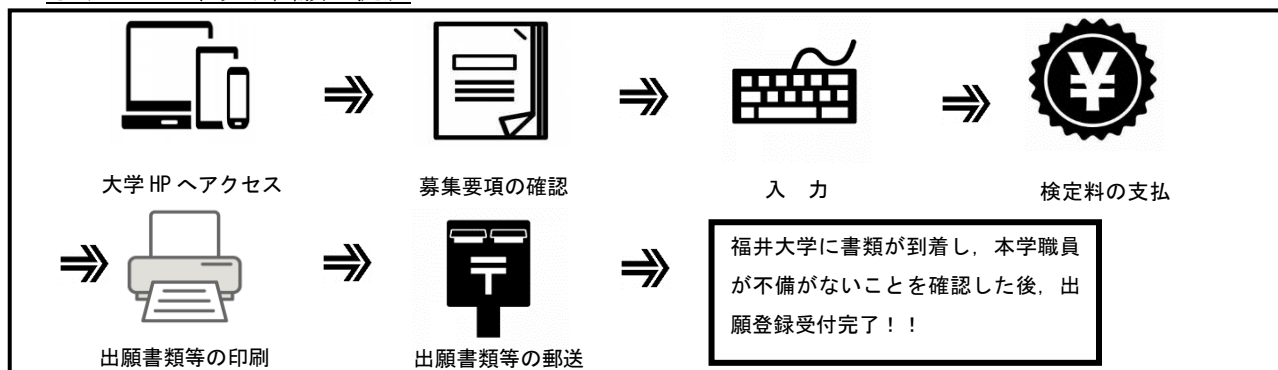 大学 HP へアクセス
募集要項の確認
入　力
検定料の支払
福井大学に書類が到着し，本学職員
が不備がないことを確認した後，出
願登録受付完了！！
出願書類等の印刷
出願書類等の郵送